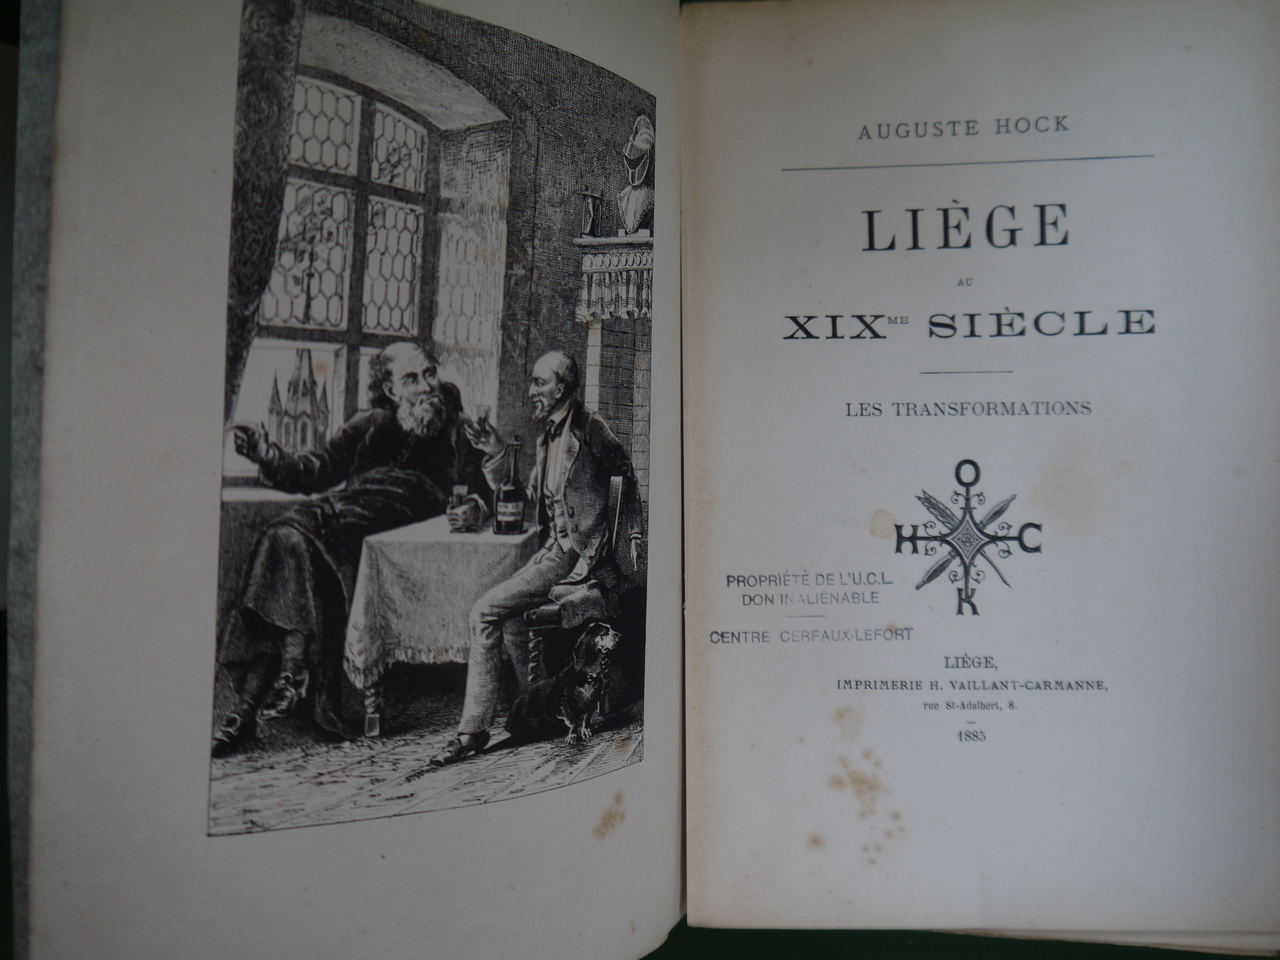 AUGUSTE HOCK
LIÈGE
AU
XIXME SIÈCLE
LES TRANSFORMATIONS
O
H C
K
PROPRIÉTÉ DE L'U.C.L.
DON INALIÉNABLE
CENTRE CERFAUX-LEFORT
LIÈGE,
IMPRIMERIE H. VAILLANT-CARMANNE,
rue St-Adalbert, 8.
1885